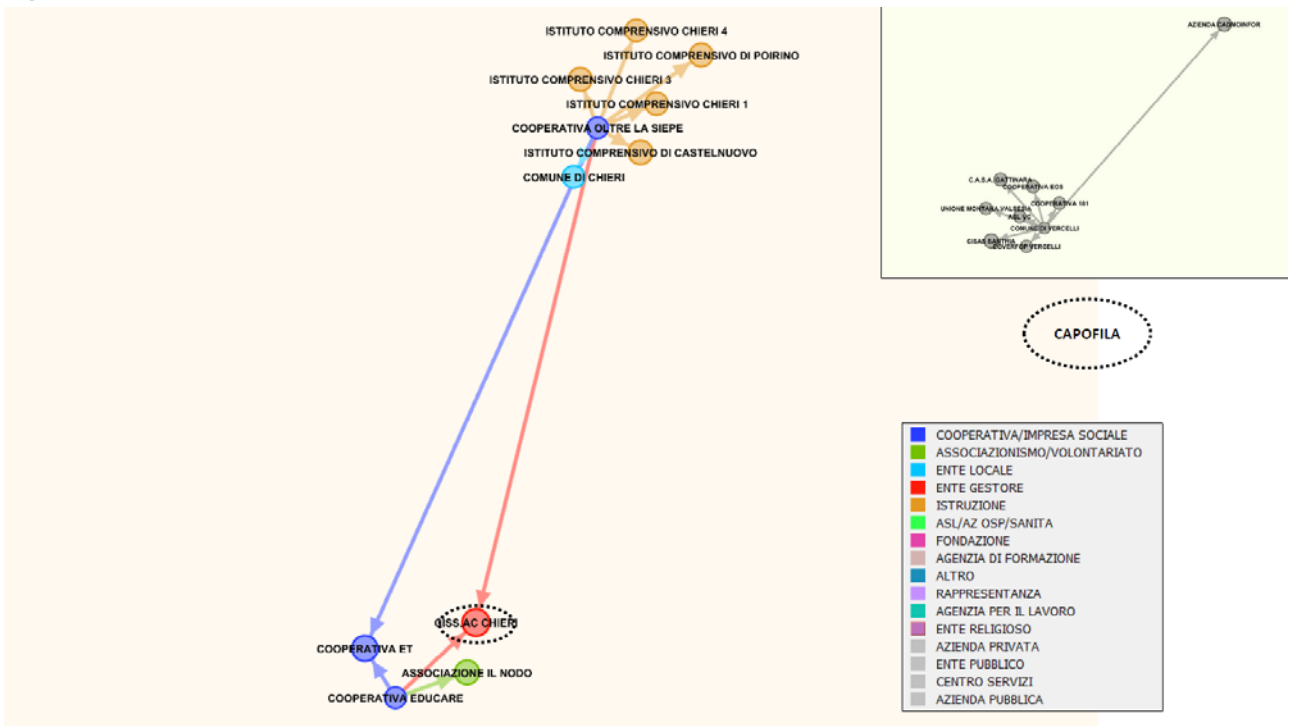 ISTITUTO COMPRENSIVO CHIERI 4
ISTITUTO COMPRENSIVO DI POIRINO
ISTITUTO COMPRENSIVO CHIERI 3
ISTITUTO COMPRENSIVO CHIERI 1
COOPERATIVA OLTRE LA SIEPE
ISTITUTO COMPRENSIVO DI CASTELNUOVO
COMUNE DI CHIERI
CISS.AC CHIERI
COOPERATIVA ET
ASSOCIAZIONE IL NODO
COOPERATIVA EDUCARE
AZIENDA
C.A.S.A. GATTINARA
COOPERATIVA EOS
COOPERATIVA 181
UNIONE MONTANA VALSESIA
ASL VC
COMUNE DI VERCELLI
CISAS SANTHIA
COVERFOP VERCELLI
CAPOFILA
COOPERATIVA/IMPRESA SOCIALE
ASSOCIAZIONISMO/VOLONTARIATO
ENTE LOCALE
ENTE GESTORE
ISTRUZIONE
ASL/AZ OSP/SANITA
FONDAZIONE
AGENZIA DI FORMAZIONE
ALTRO
RAPPRESENTANZA
AGENZIA PER IL LAVORO
ENTE RELIGIOSO
AZIENDA PRIVATA
ENTE PUBBLICO
CENTRO SERVIZI
AZIENDA PUBBLICA